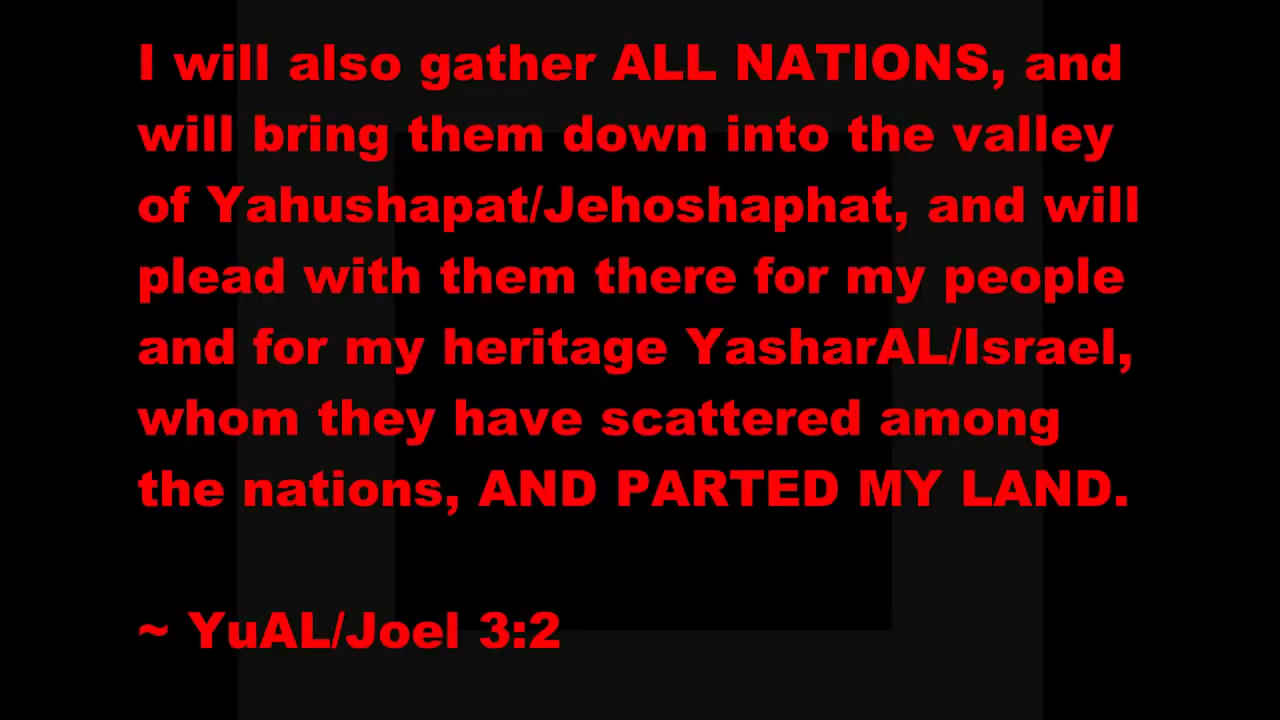 I will also gather ALL NATIONS, and
will bring them down into the valley
of Yahushapat/Jehoshaphat, and will
plead with them there for my people
and for my heritage YasharAL/Israel,
whom they have scattered among
the nations, AND PARTED MY LAND.
~ YuAL/Joel 3:2